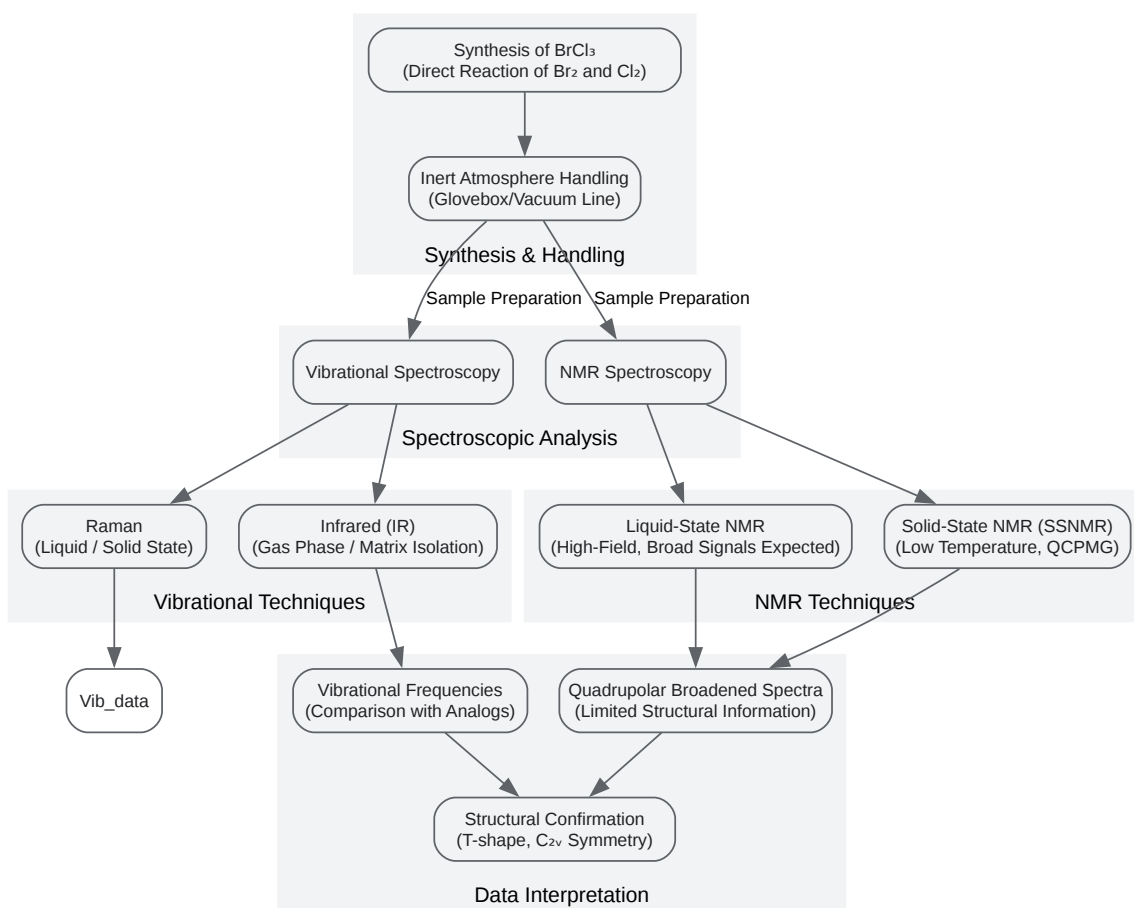 Synthesis of BrCl₃
(Direct Reaction of Br₂ and Cl₂)
Inert Atmosphere Handling
(Glovebox/Vacuum Line)
Synthesis & Handling
Sample Preparation
Sample Preparation
Vibrational Spectroscopy
NMR Spectroscopy
Spectroscopic Analysis
Raman
(Liquid / Solid State)
Infrared (IR)
(Gas Phase / Matrix Isolation)
Vibrational Techniques
Liquid-State NMR
(High-Field, Broad Signals Expected)
Solid-State NMR (SSNMR)
(Low Temperature, QCPMG)
NMR Techniques
Vib_data
Vibrational Frequencies
(Comparison with Analogs)
Quadrupolar Broadened Spectra
(Limited Structural Information)
Structural Confirmation
(T-shape, C₂ᵥ Symmetry)
Data Interpretation